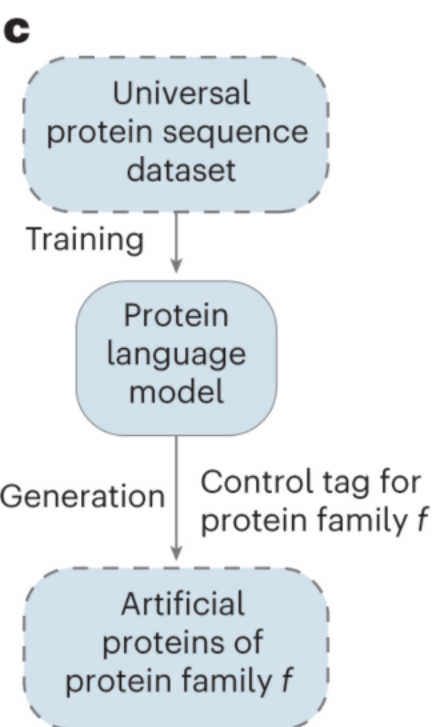 c
Universal
protein sequence
dataset
Training
Protein
language
model
Generation
Control tag for
protein family f
Artificial
proteins of
protein family f